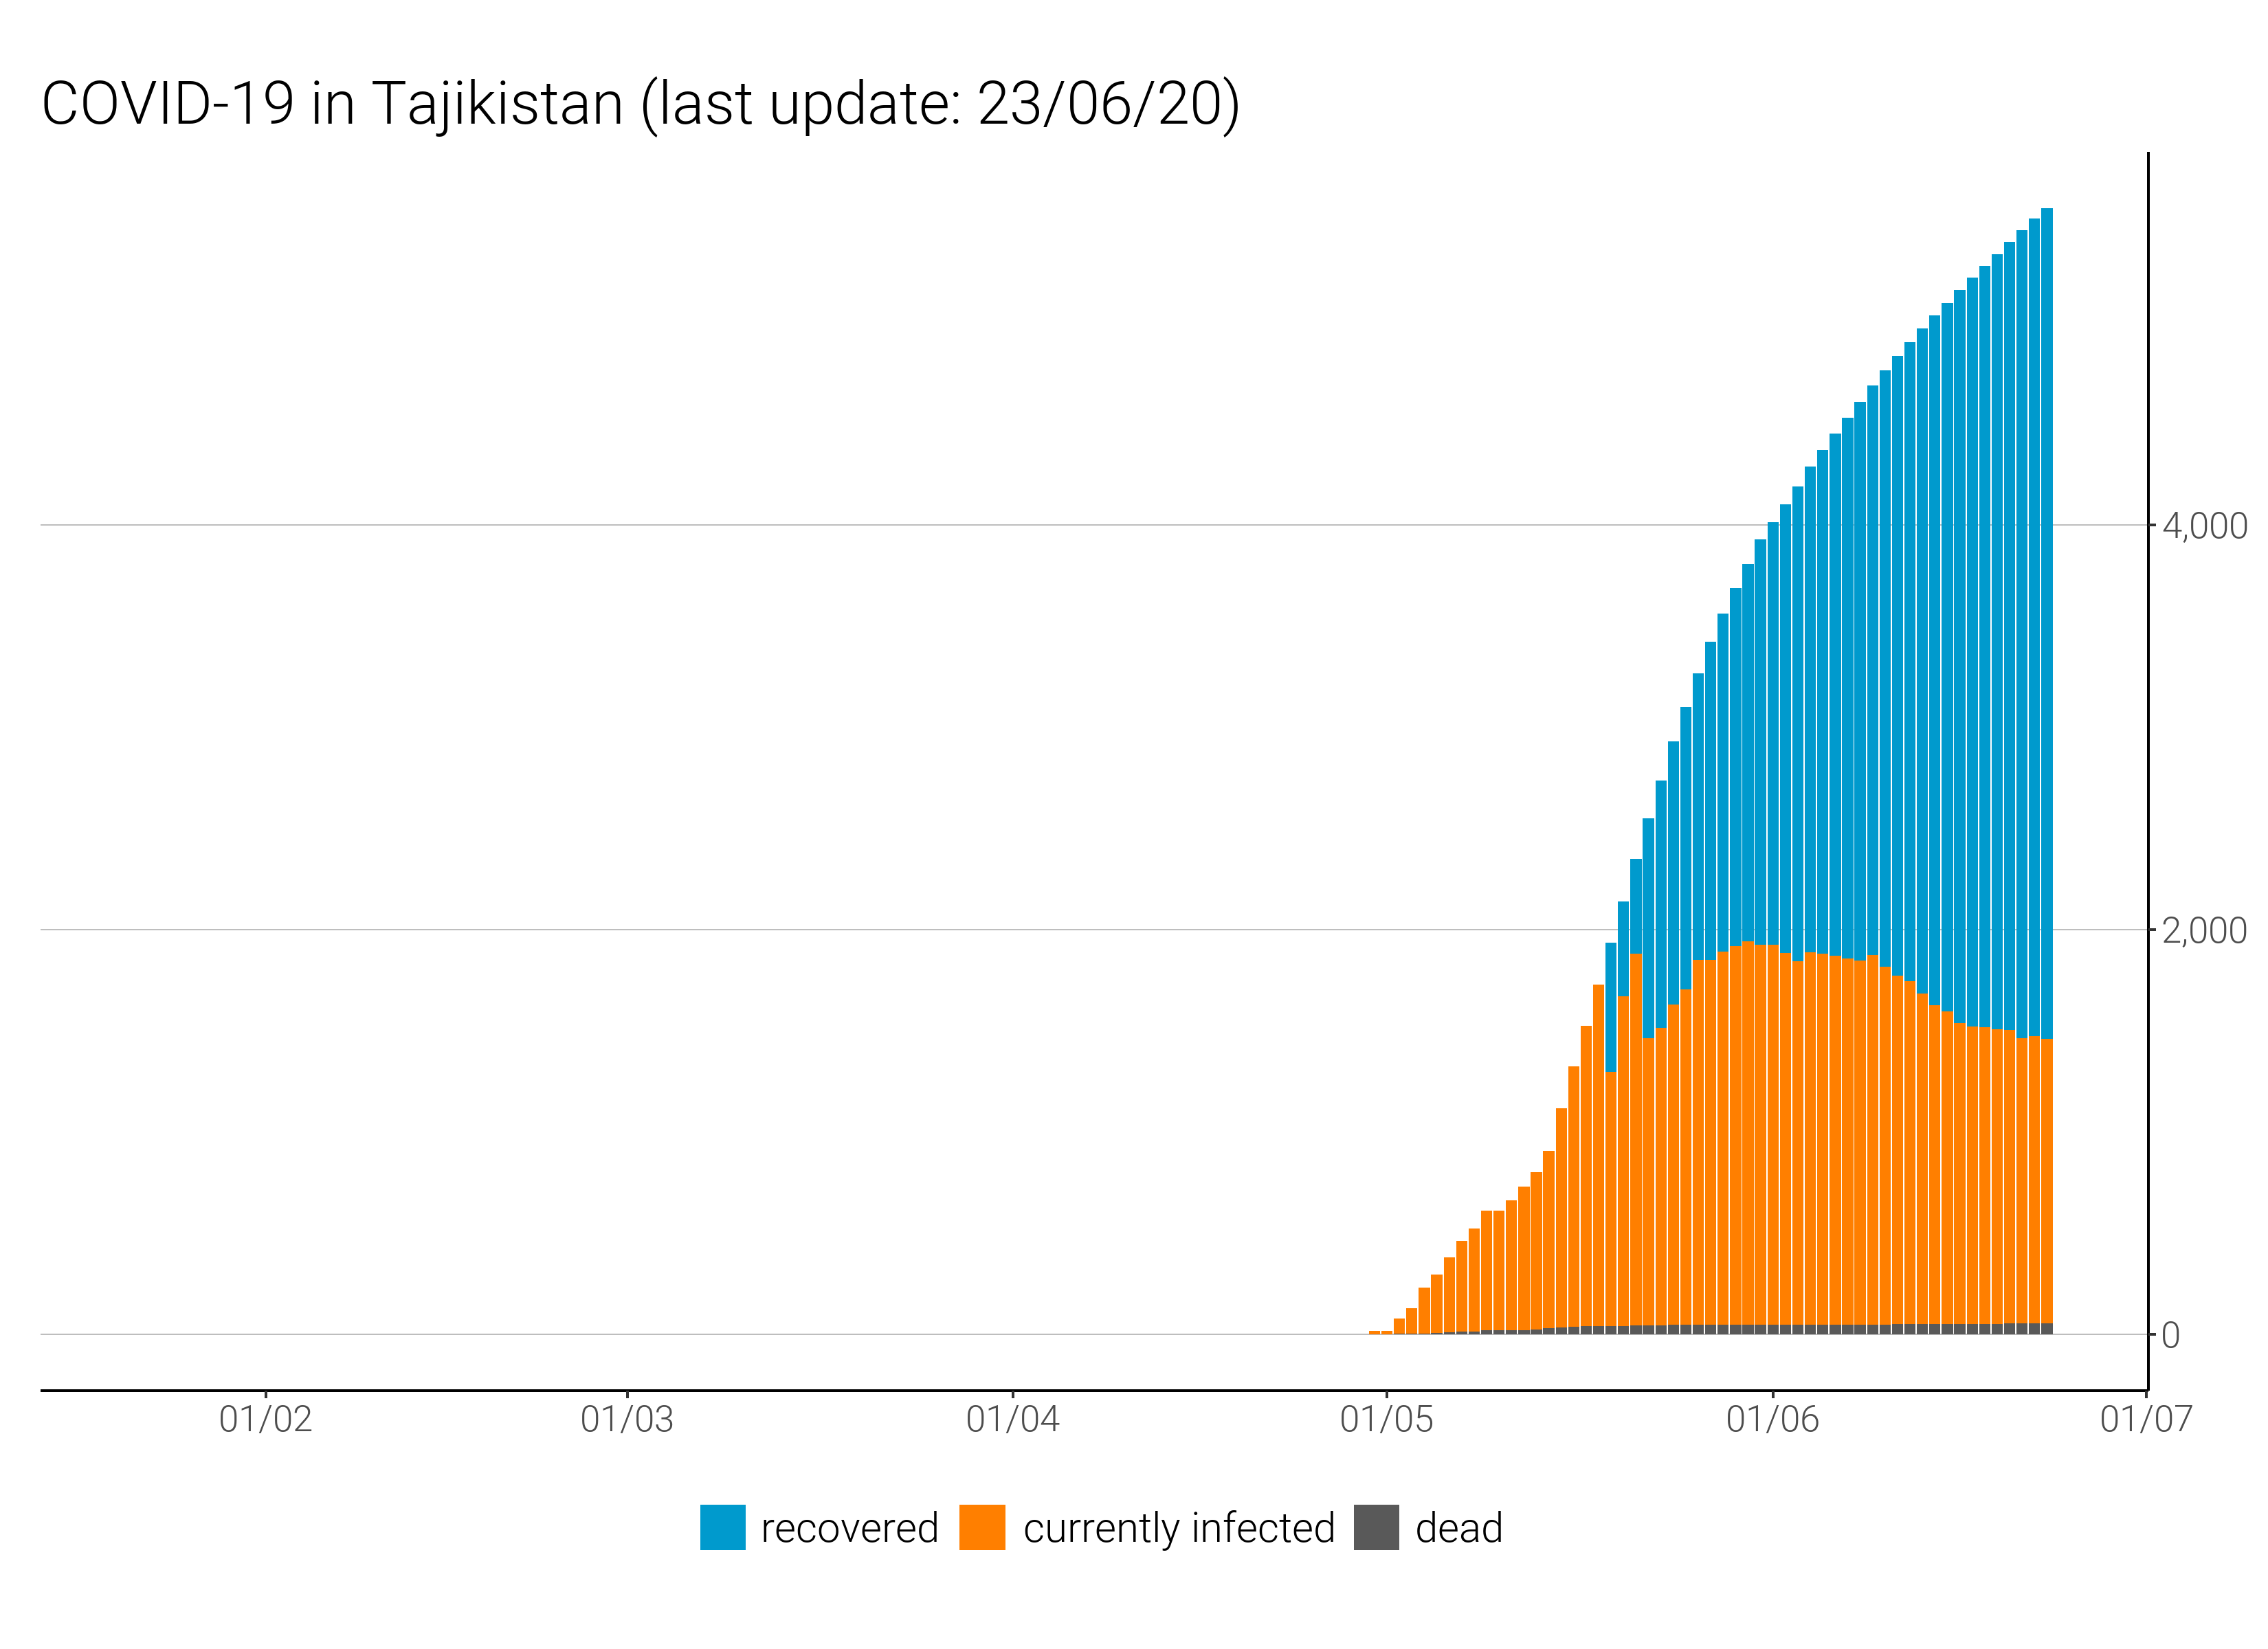 COVID-19 in Tajikistan (last update: 23/06/20)
4,000
2,000
0
01/02 01/03 01/04 01/05 01/06 01/07
recovered currently infected dead